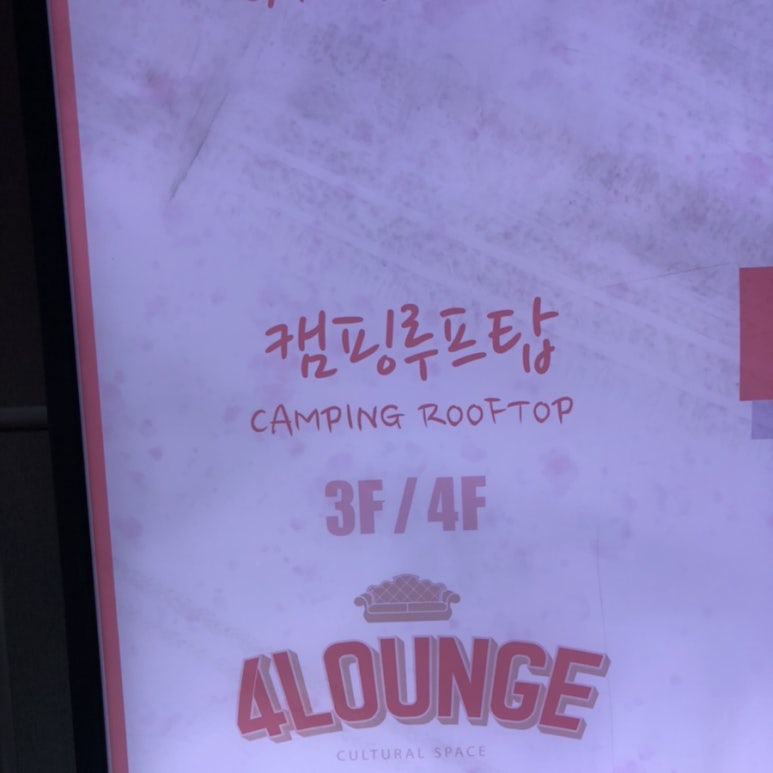 캠핑루프탑
CAMPING ROOFTOP
3F / 4F
4LOUNGE
CULTURAL SPACE